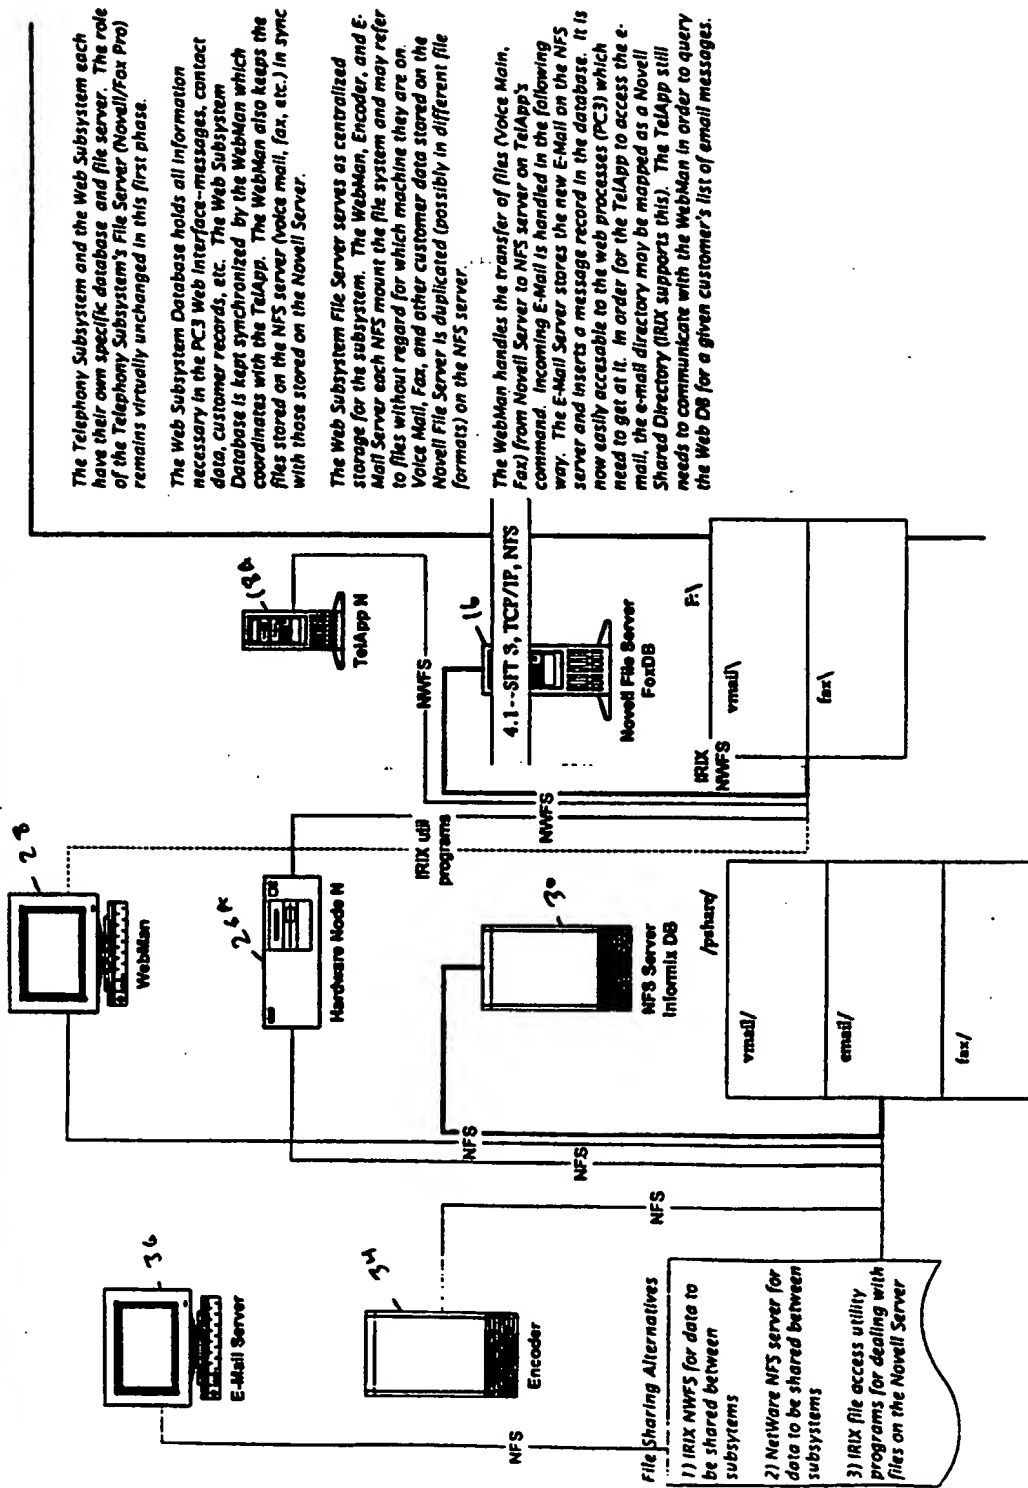 The Telephony Subsystem and the Web Subsystem each
have their own specific database and file server. The role
of the Telephony Subsystem's File Server (Novell/Fox Pro)
remains virtually unchanged in this first phase.
The Web Subsystem Database holds all information
necessary in the PC3 Web interface--messages, contact
data, customer records, etc. The Web Subsystem
Database is kept synchronized by the WebMan which
coordinates with the TelApp. The WebMan also keeps the
files stored on the NFS server (voice mail, fax, etc.) in sync
with those stored on the Novell Server.
The Web Subsystem File Server serves as centralized
storage for the subsystem. The WebMan, Encoder, and E-
Mail Server each NFS mount the file system and may refer
to files without regard for which machine they are on.
Voice Mail, Fax, and other customer data stored on the
Novell File Server is duplicated (possibly in different file
formats) on the NFS server.
The WebMan handles the transfer of files (Voice Main,
Fax) from Novell Server to NFS server on TelApp's
command. Incoming E-Mail is handled in the following
way. The E-Mail Server stores the new E-Mail on the NFS
server and inserts a message record in the database. It is
now easily accesable to the web processes (PC3) which
need to get at it. In order for the TelApp to access the e-
mail, the e-mail directory may be mapped as a Novell
Shared Directory (IRIX supports this). The TelApp still
needs to communicate with the WebMan in order to query
the Web DB for a given customer's list of email messages.
18A
TelApp N
NWFS
16
4.1--SFT 3, TCP/IP, NFS
Novell File Server
FoxDB
NWFS
F:\
vmail\
fax\
IRIX
NWFS
28
WebMan
IRIX util
programs
26A
Hardware Node N
30
NFS Server
Informix DB
/pshare/
vmail/
email/
fax/
NFS
NFS
NFS
36
E-Mail Server
34
Encoder
NFS
File Sharing Alternatives
1) IRIX NWFS for data to
be shared between
subsytems
2) NetWare NFS server for
data to be shared between
subsystems
3) IRIX file access utility
programs for dealing with
files on the Novell Server